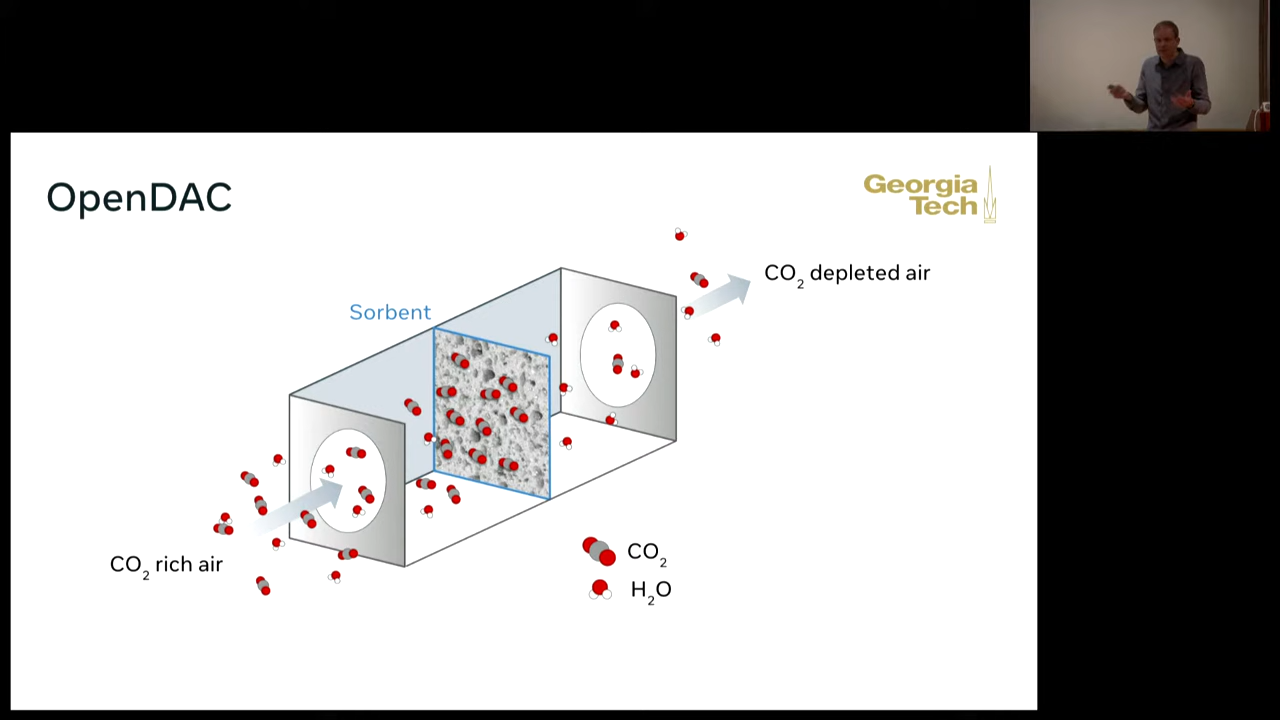 OpenDAC
Georgia
Tech
CO₂ depleted air
Sorbent
CO₂ rich air
CO₂
H₂O